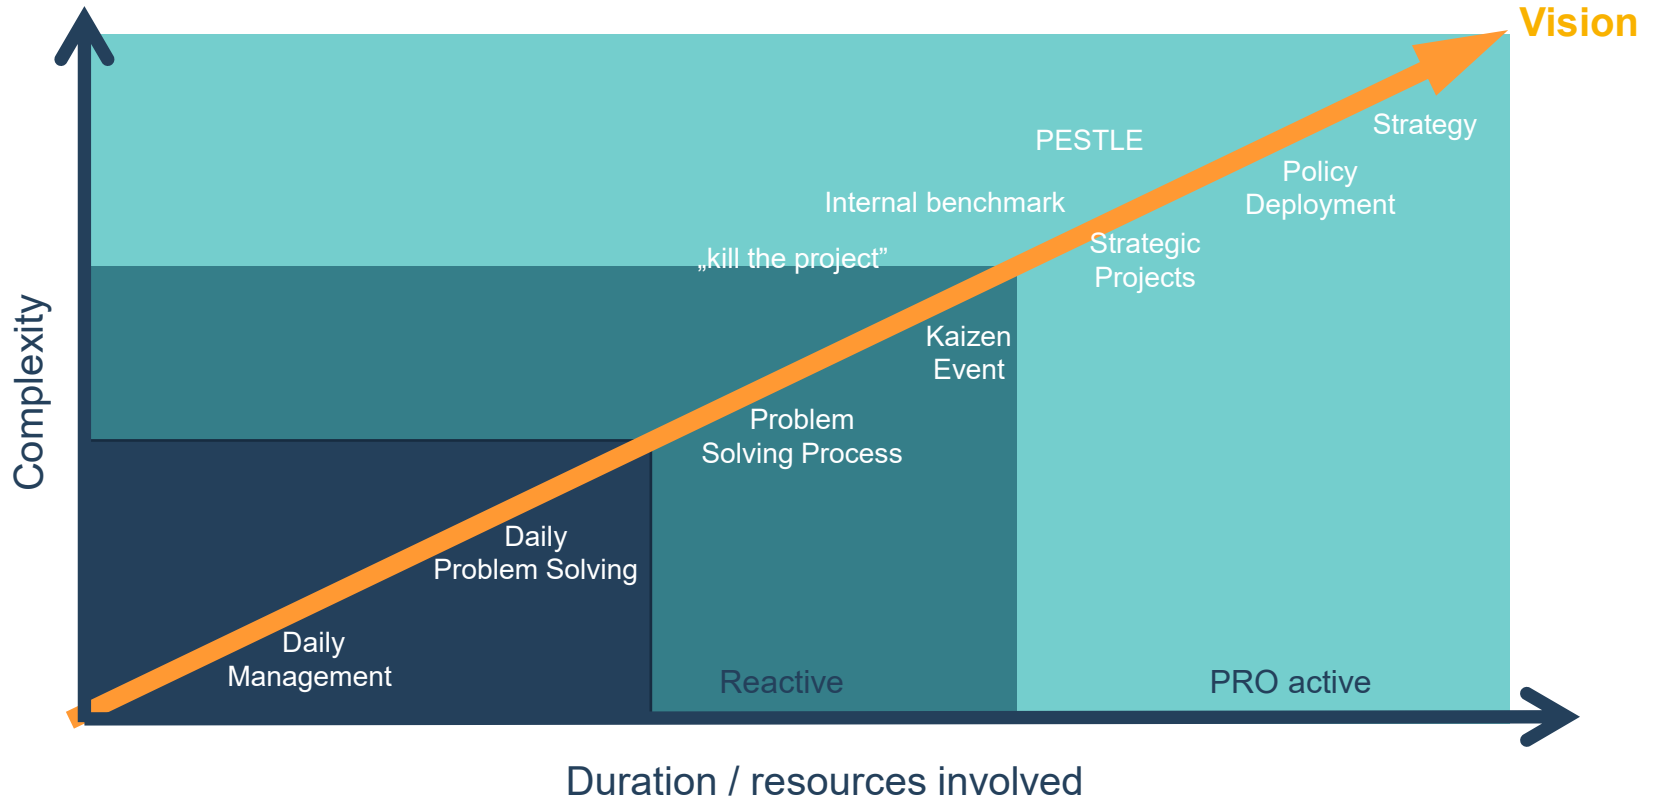 Vision
Strategy
PESTLE
Policy
Deployment
Internal benchmark
Strategic
Projects
„kill the project”
Kaizen
Event
Problem
Solving Process
Daily
Problem Solving
Daily
Management
Reactive
PRO active
Complexity
Duration / resources involved